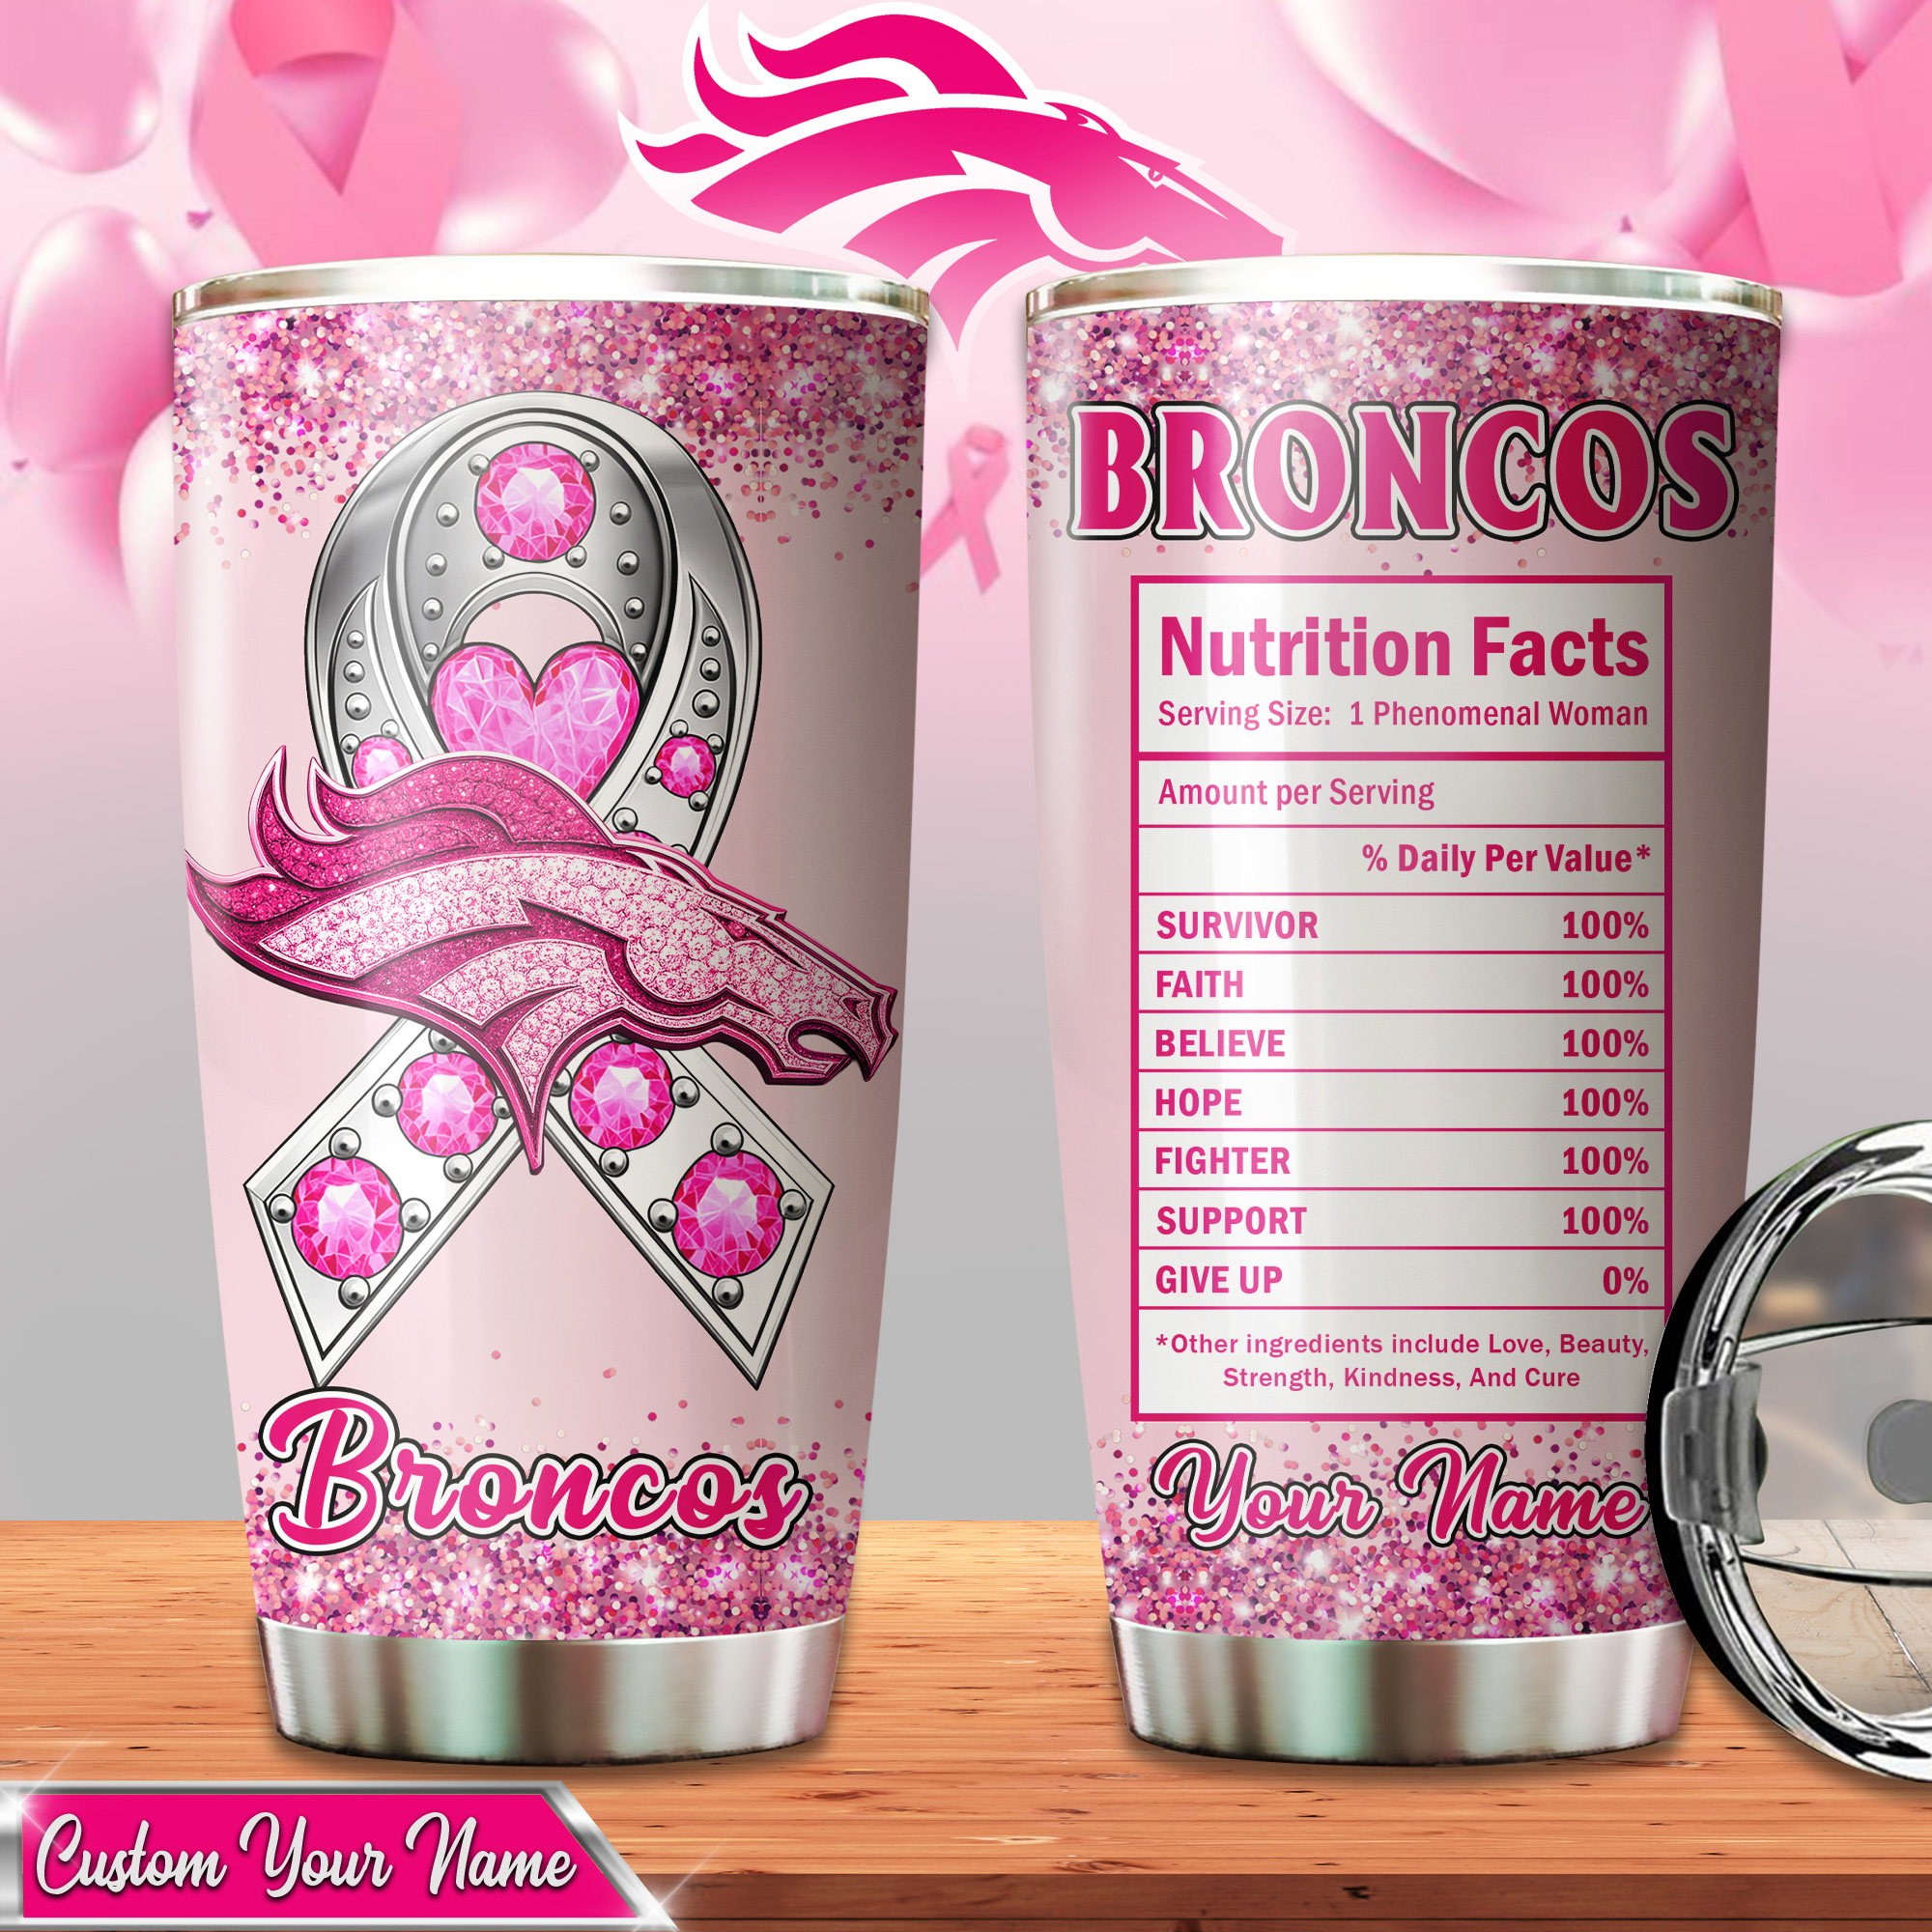 Broncos
BRONCOS
Nutrition Facts
Serving Size: 1 Phenomenal Woman
Amount per Serving
% Daily Per Value*
SURVIVOR 100%
FAITH 100%
BELIEVE 100%
HOPE 100%
FIGHTER 100%
SUPPORT 100%
GIVE UP 0%
*Other ingredients include Love, Beauty,
Strength, Kindness, And Cure
Your Name
Custom Your Name